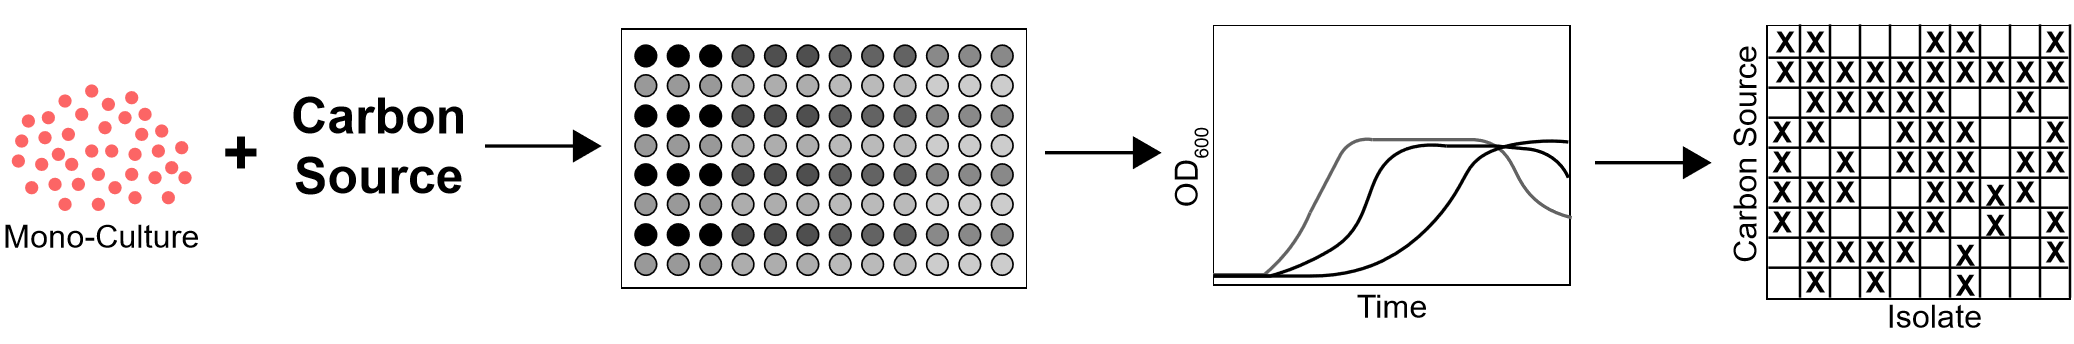 Mono-Culture
+
Carbon
Source
OD600
Time
Carbon Source
X X X X X
X X X X X X X X X X
X X X X X X
X X X X X X
X X X X X X X
X X X X X X X
X X X X X X
X X X X X X
X X X
Isolate